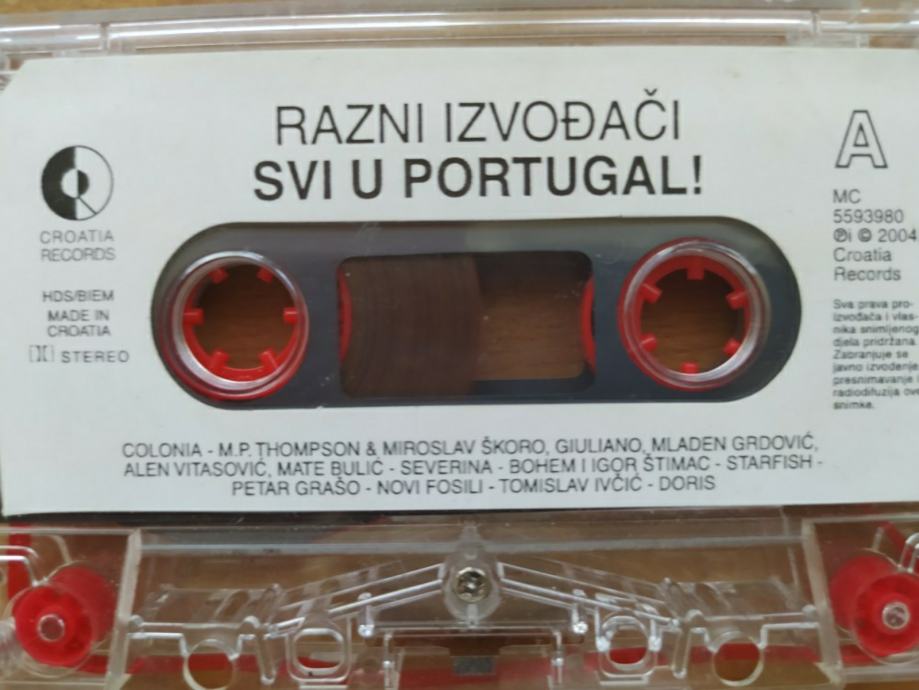 RAZNI IZVOĐAČI
SVI U PORTUGAL!
CROATIA
RECORDS
HDS/BIEM
MADE IN
CROATIA
STEREO
A
MC
5593980
℗i © 2004
Croatia
Records
Sva prava pro-
izvođača i vlas-
nika snimljenog
djela pridržana.
Zabranjuje se
javno izvođenje,
presnimavanje i
radiodifuzija ove
snimke.
COLONIA - M.P. THOMPSON & MIROSLAV ŠKORO, GIULIANO, MLADEN GRDOVIĆ,
ALEN VITASOVIĆ, MATE BULIĆ - SEVERINA - BOHEM I IGOR ŠTIMAC - STARFISH -
PETAR GRAŠO - NOVI FOSILI - TOMISLAV IVČIĆ - DORIS